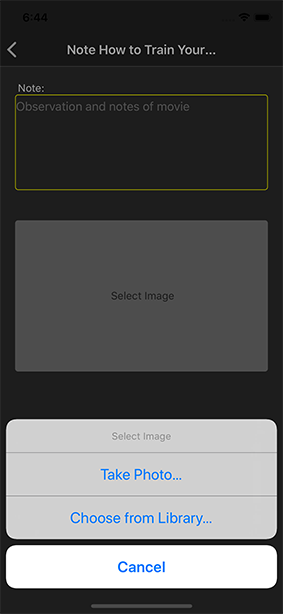 6:44
Note How to Train Your...
Note:
Observation and notes of movie
Select Image
Select Image
Take Photo...
Choose from Library...
Cancel